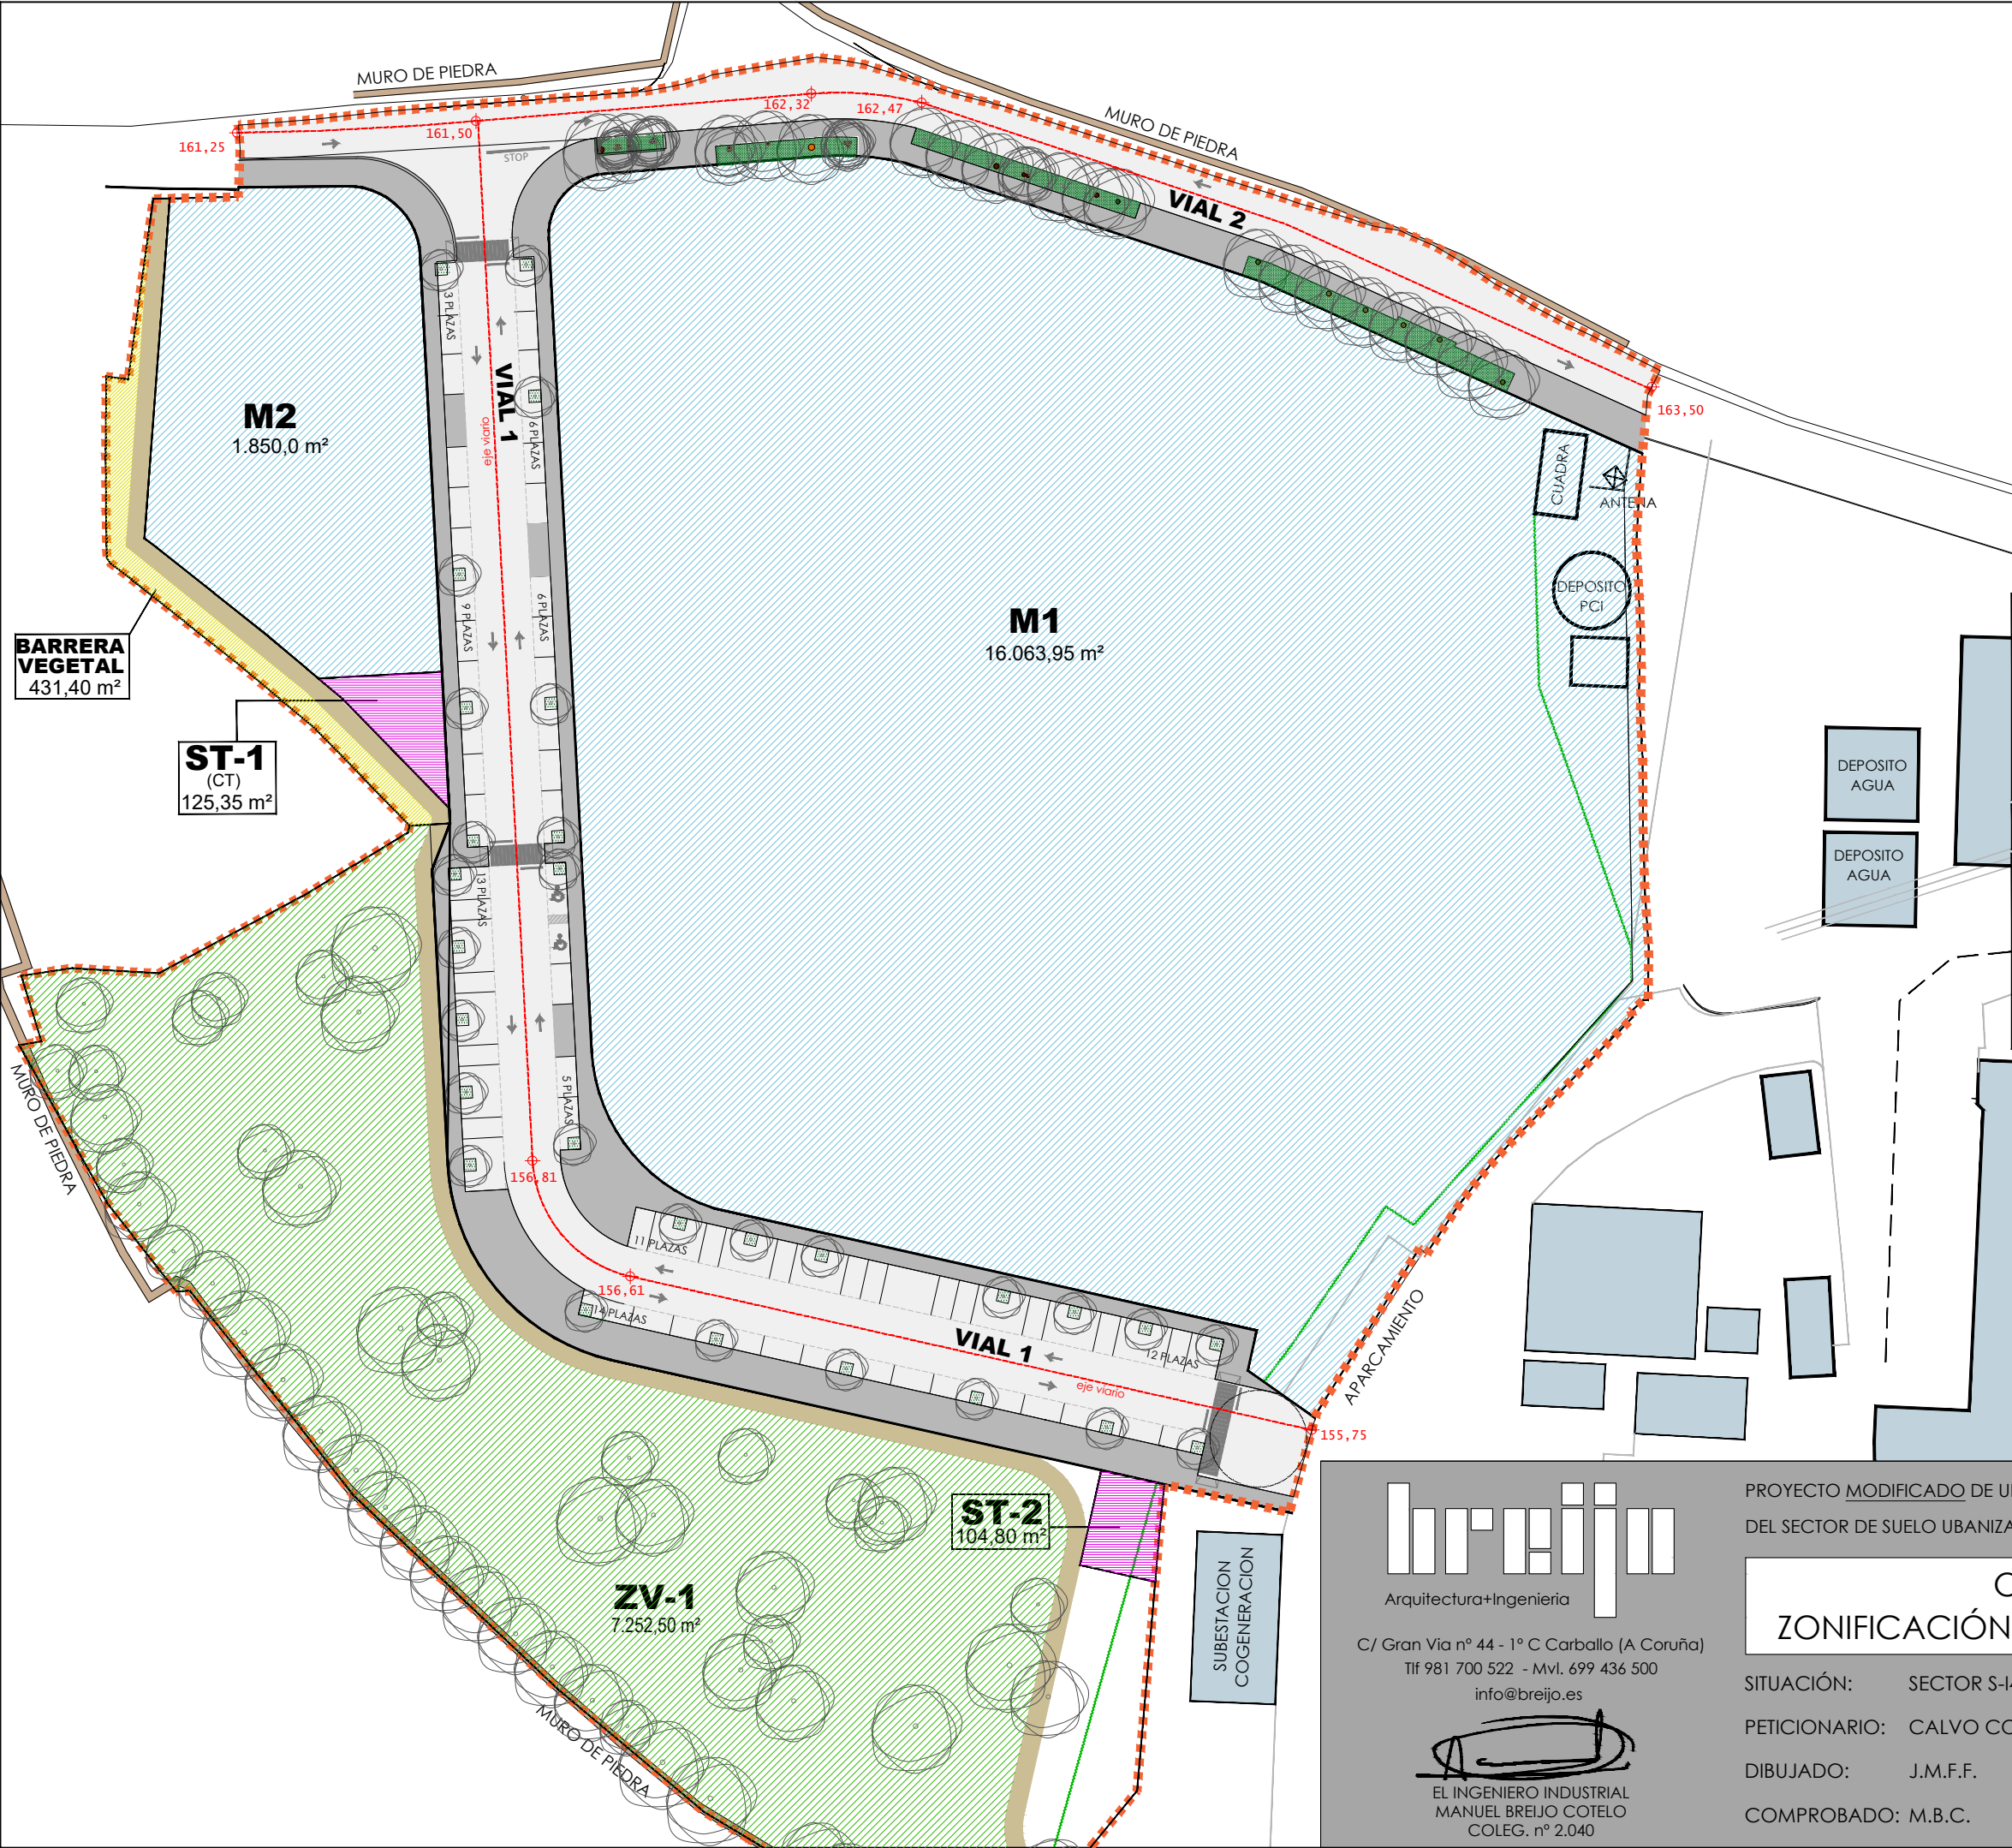 MURO DE PIEDRA
162,32
162,47
MURO DE PIEDRA
161,25
161,50
STOP
VIAL 2
3 PLAZAS
VIAL 1
eje viario
6 PLAZAS
M2
1.850,0 m²
163,50
CUADRA
ANTENA
DEPOSITO
PCI
9 PLAZAS
6 PLAZAS
M1
16.063,95 m²
BARRERA
VEGETAL
431,40 m²
ST-1
(CT)
125,35 m²
DEPOSITO
AGUA
DEPOSITO
AGUA
13 PLAZAS
5 PLAZAS
MURO DE PIEDRA
156,81
11 PLAZAS
156,61
14 PLAZAS
VIAL 1
12 PLAZAS
eje viario
APARCAMIENTO
155,75
ST-2
104,80 m²
SUBESTACION
COGENERACION
ZV-1
7.252,50 m²
MURO DE PIEDRA
breijo
Arquitectura+Ingenieria
C/ Gran Via nº 44 - 1º C Carballo (A Coruña)
Tlf 981 700 522 - Mvl. 699 436 500
info@breijo.es
EL INGENIERO INDUSTRIAL
MANUEL BREIJO COTELO
COLEG. nº 2.040
PROYECTO MODIFICADO DE U
DEL SECTOR DE SUELO UBANIZA
ZONIFICACIÓN
SITUACIÓN: SECTOR S-I4
PETICIONARIO: CALVO CO
DIBUJADO: J.M.F.F.
COMPROBADO: M.B.C.